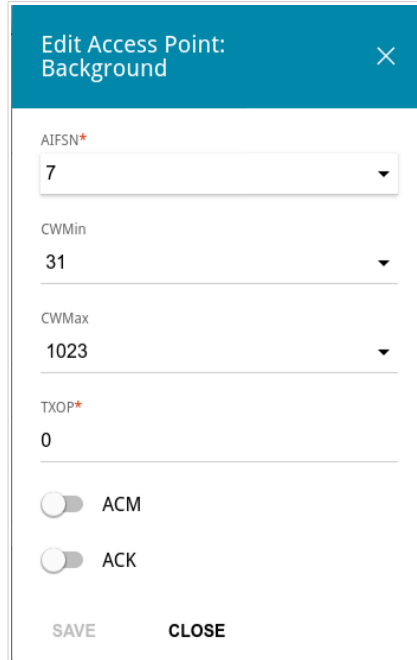 Edit Access Point:
Background
AIFSN*
7
CWMin
31
CWMax
1023
TXOP*
0
ACM
ACK
SAVE CLOSE